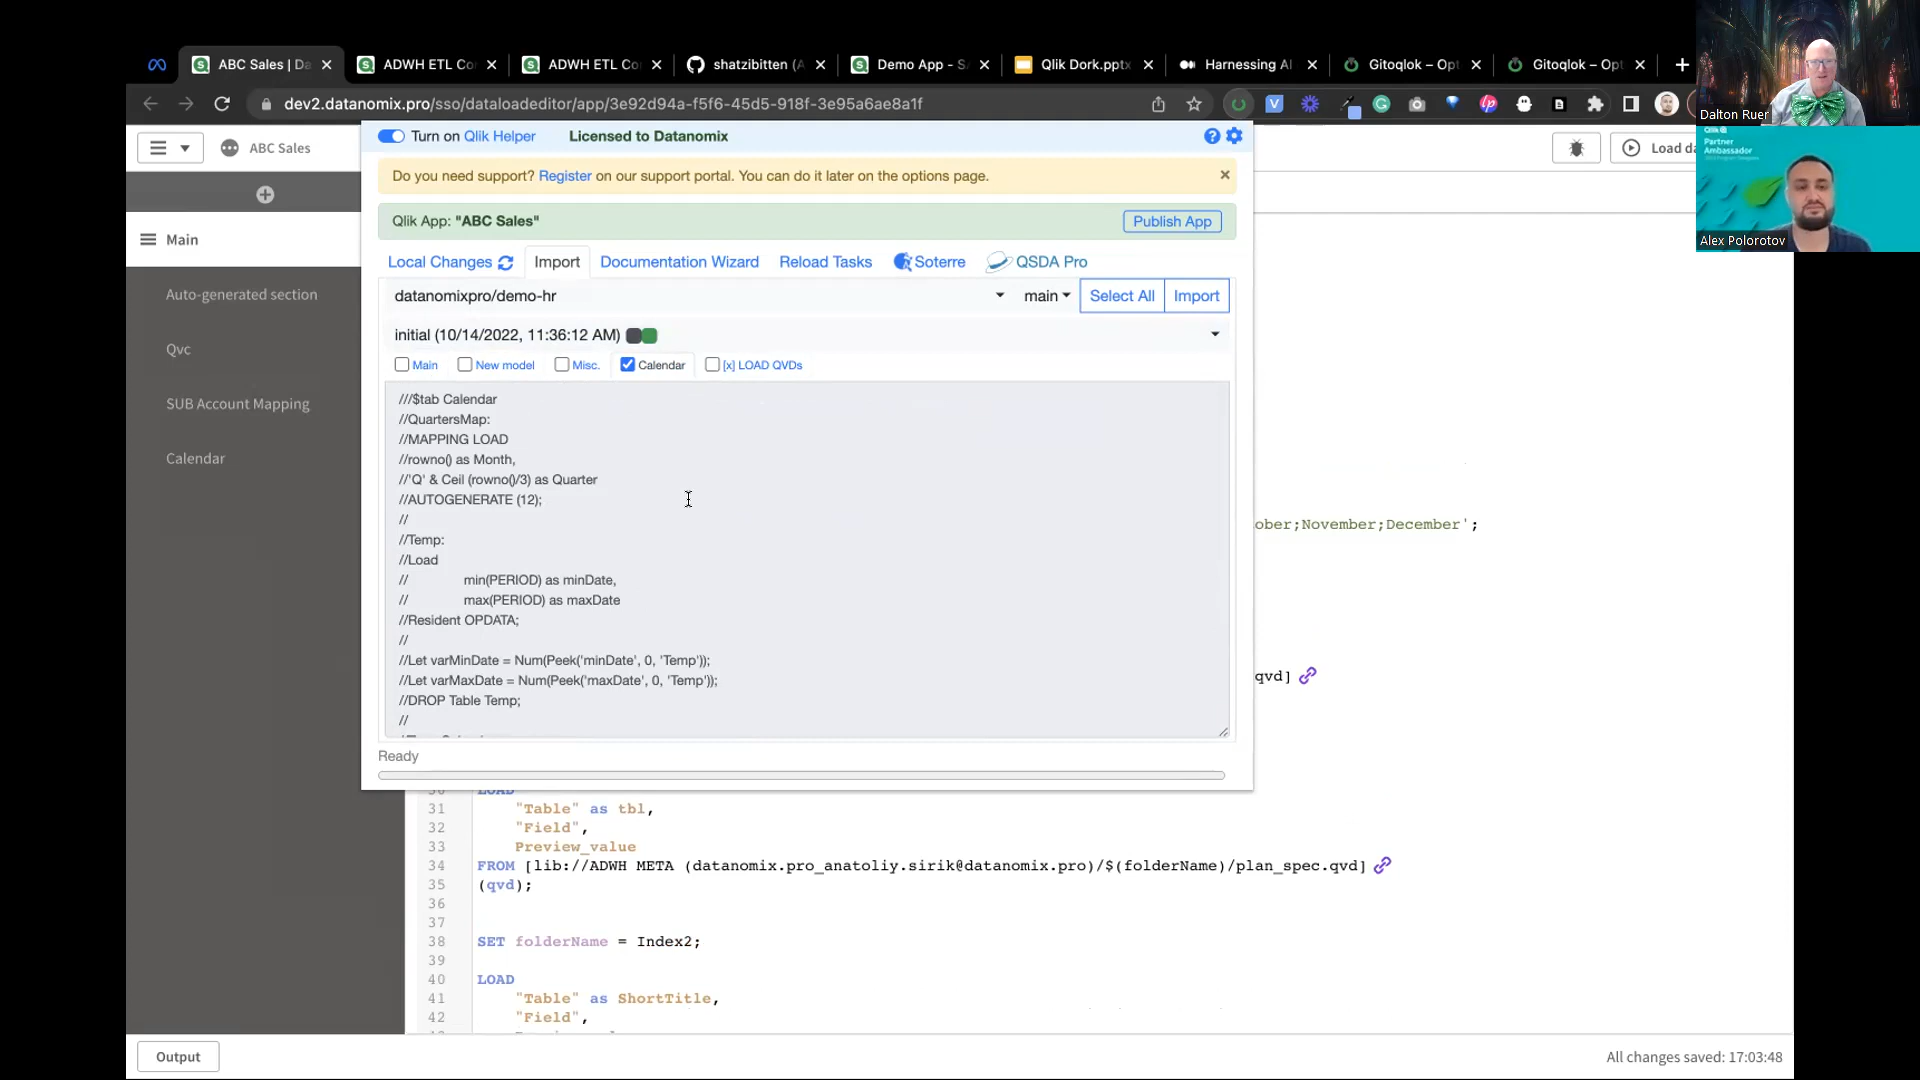 ABC Sales | Da
ADWH ETL Co
ADWH ETL Co
shatzibitten (A
Demo App - S
Qlik Dork.pptx
Harnessing AI
Gitoqlok – Opt
Gitoqlok – Opt
dev2.datanomix.pro/sso/dataloadeditor/app/3e92d94a-f5f6-45d5-918f-3e95a6ae8a1f
Dalton Ruer
Qlik
Partner
Ambassador
Alex Polorotov
ABC Sales
Load da
Main
Auto-generated section
Qvc
SUB Account Mapping
Calendar
Turn on Qlik Helper
Licensed to Datanomix
Do you need support? Register on our support portal. You can do it later on the options page.
Qlik App: "ABC Sales"
Publish App
Local Changes
Import
Documentation Wizard
Reload Tasks
Soterre
QSDA Pro
datanomixpro/demo-hr
main
Select All
Import
initial (10/14/2022, 11:36:12 AM)
Main
New model
Misc.
Calendar
[x] LOAD QVDs
///$tab Calendar
//QuartersMap:
//MAPPING LOAD
//rowno() as Month,
//'Q' & Ceil (rowno()/3) as Quarter
//AUTOGENERATE (12);
//
//Temp:
//Load
// min(PERIOD) as minDate,
// max(PERIOD) as maxDate
//Resident OPDATA;
//
//Let varMinDate = Num(Peek('minDate', 0, 'Temp'));
//Let varMaxDate = Num(Peek('maxDate', 0, 'Temp'));
//DROP Table Temp;
//
Ready
ober;November;December';
qvd]
LOAD
31 "Table" as tbl,
32 "Field",
33 Preview_value
34 FROM [lib://ADWH META (datanomix.pro_anatoliy.sirik@datanomix.pro)/$(folderName)/plan_spec.qvd]
35 (qvd);
36
37
38 SET folderName = Index2;
39
40 LOAD
41 "Table" as ShortTitle,
42 "Field",
Output
All changes saved: 17:03:48